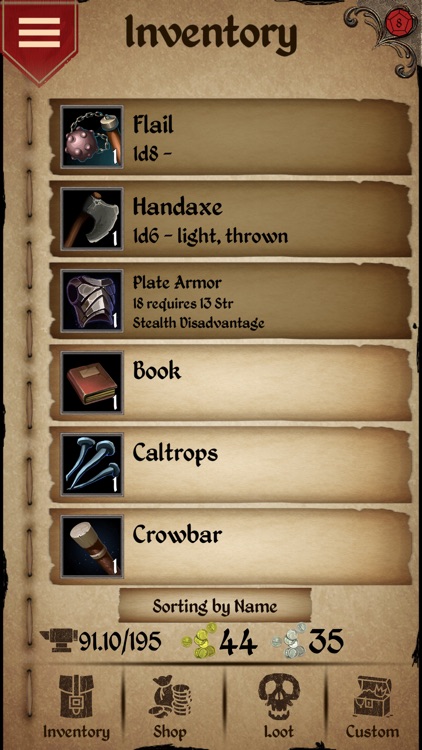 Inventory
8
Flail
1d8 -
1
Handaxe
1d6 - light, thrown
1
Plate Armor
18 requires 13 Str
Stealth Disadvantage
1
Book
1
Caltrops
1
Crowbar
1
Sorting by Name
91.10/195 44 35
Inventory Shop Loot Custom